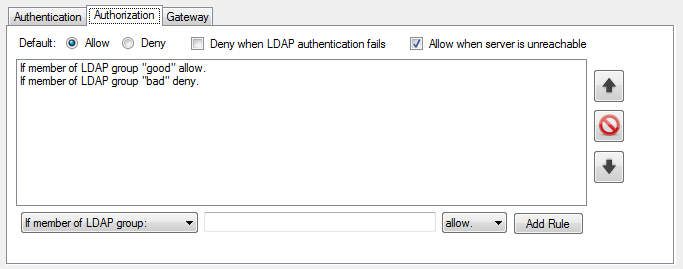 Authentication Authorization Gateway
Default: Allow Deny Deny when LDAP authentication fails Allow when server is unreachable
If member of LDAP group "good" allow.
If member of LDAP group "bad" deny.
If member of LDAP group: allow. Add Rule